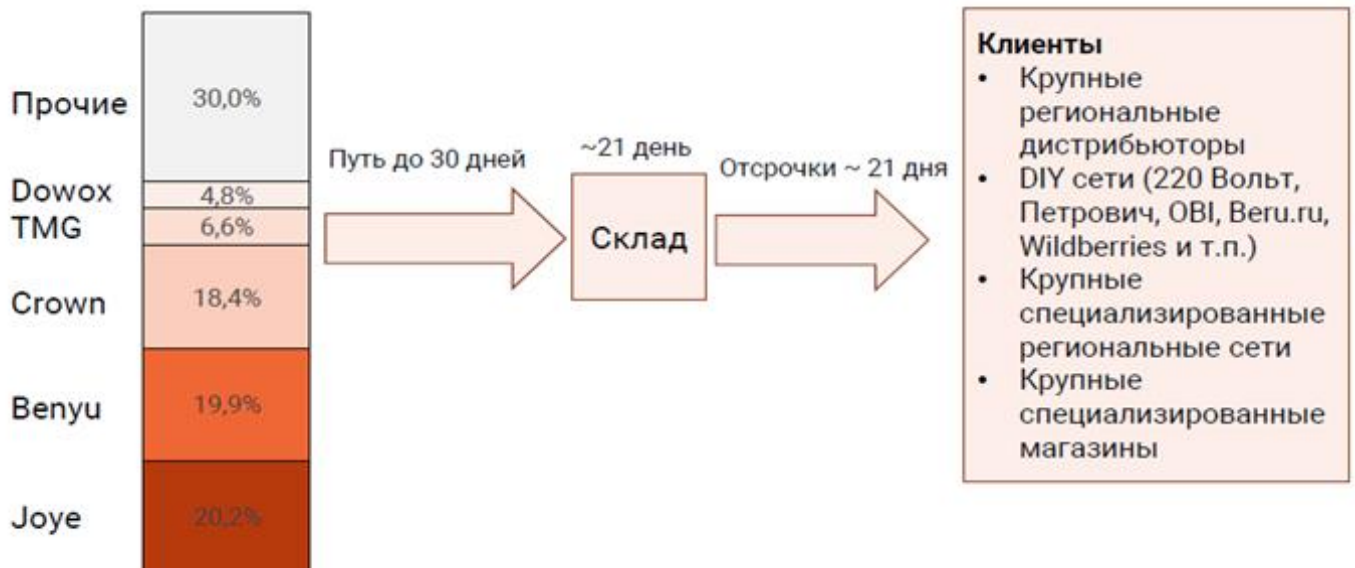 Прочие
30,0%
Dowox
4,8%
TMG
6,6%
Crown
18,4%
Benyu
19,9%
Joye
20,2%
Путь до 30 дней
~21 день
Склад
Отсрочки ~ 21 дня
Клиенты
• Крупные
региональные
дистрибьюторы
• DIY сети (220 Вольт,
Петрович, OBI, Beru.ru,
Wildberries и т.п.)
• Крупные
специализированные
региональные сети
• Крупные
специализированные
магазины